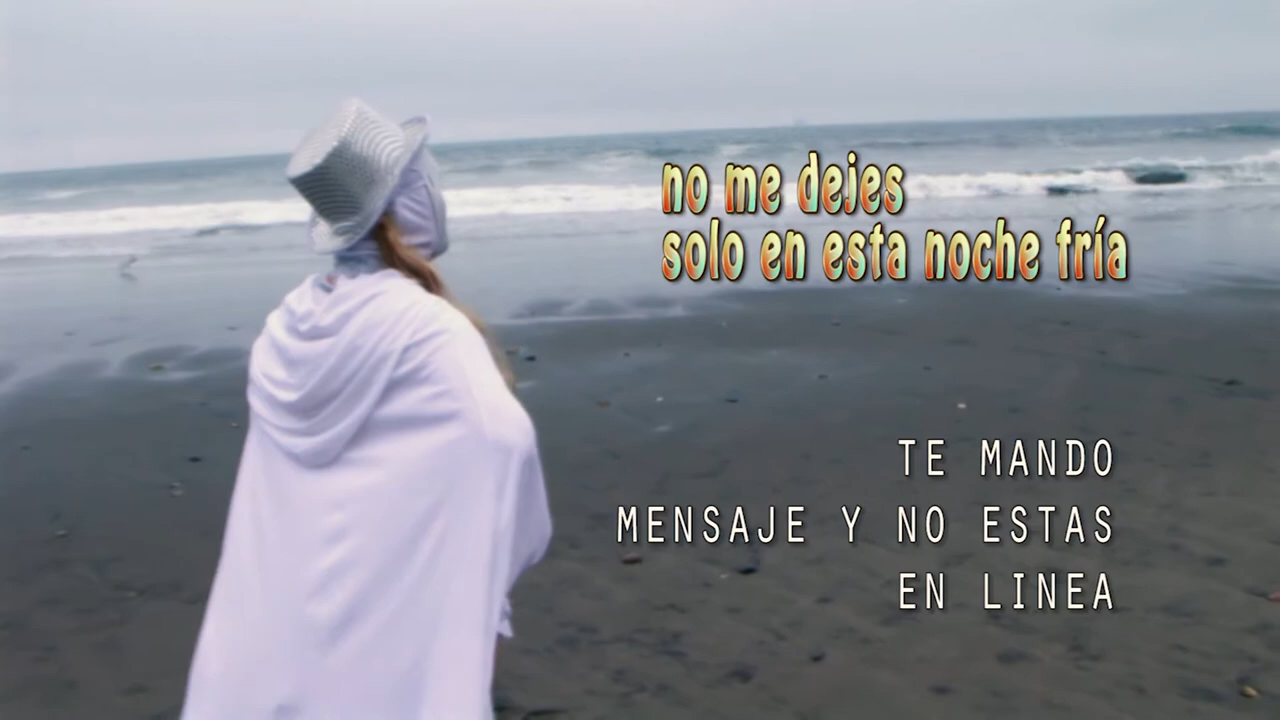 no me dejes
solo en esta noche fría
TE MANDO
MENSAJE Y NO ESTAS
EN LINEA